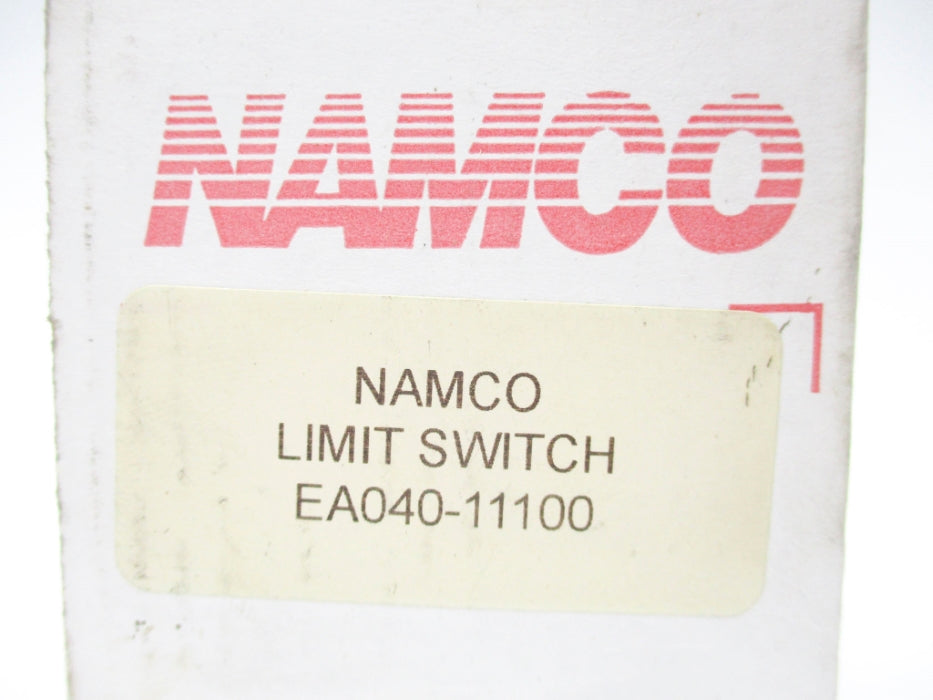 NAMCO
NAMCO
LIMIT SWITCH
EA040-11100